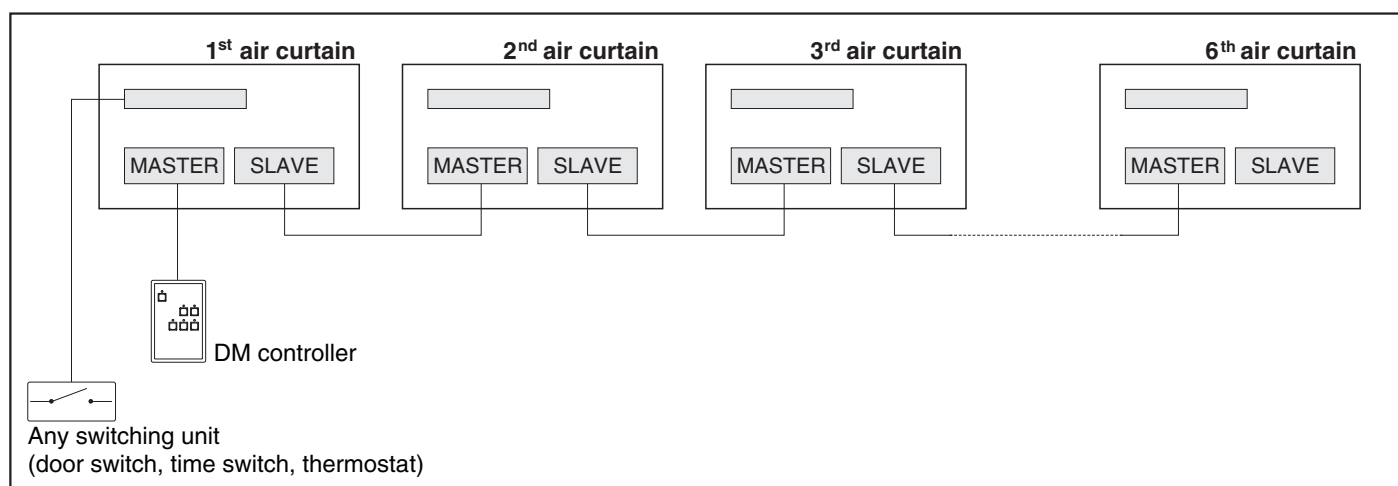 1st air curtain 2nd air curtain 3rd air curtain 6th air curtain
MASTER SLAVE MASTER SLAVE MASTER SLAVE MASTER SLAVE
DM controller
Any switching unit
(door switch, time switch, thermostat)